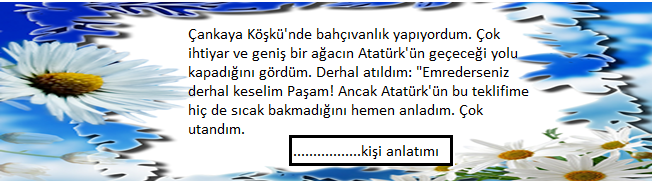 Çankaya Köşkü'nde bahçıvanlık yapıyordum. Çok
ihtiyar ve geniş bir ağacın Atatürk'ün geçeceği yolu
kapadığını gördüm. Derhal atıldım: "Emrederseniz
derhal keselim Paşam! Ancak Atatürk'ün bu teklifime
hiç de sıcak bakmadığını hemen anladım. Çok
utandım.
.................kişi anlatımı